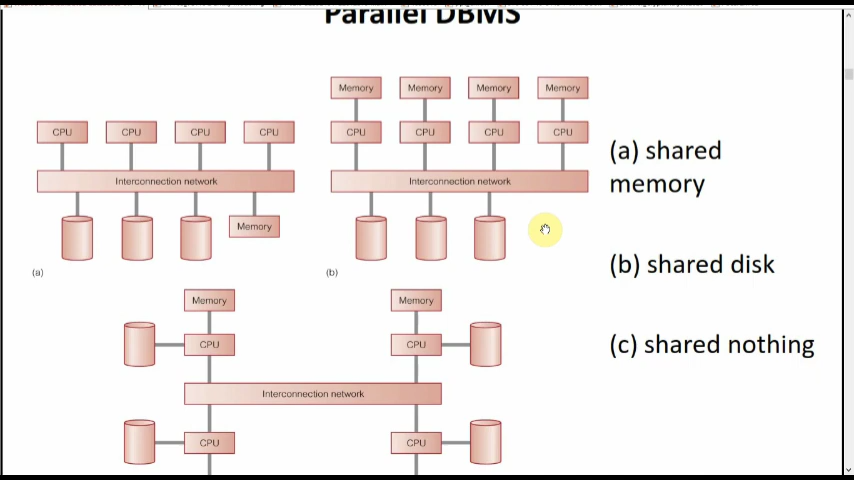 Parallel DBMS
Memory Memory Memory Memory
CPU CPU CPU CPU
CPU CPU CPU CPU
Interconnection network
Interconnection network
Memory
(a)
(b)
Memory
Memory
CPU
CPU
Interconnection network
CPU
CPU
(a) shared
memory
(b) shared disk
(c) shared nothing